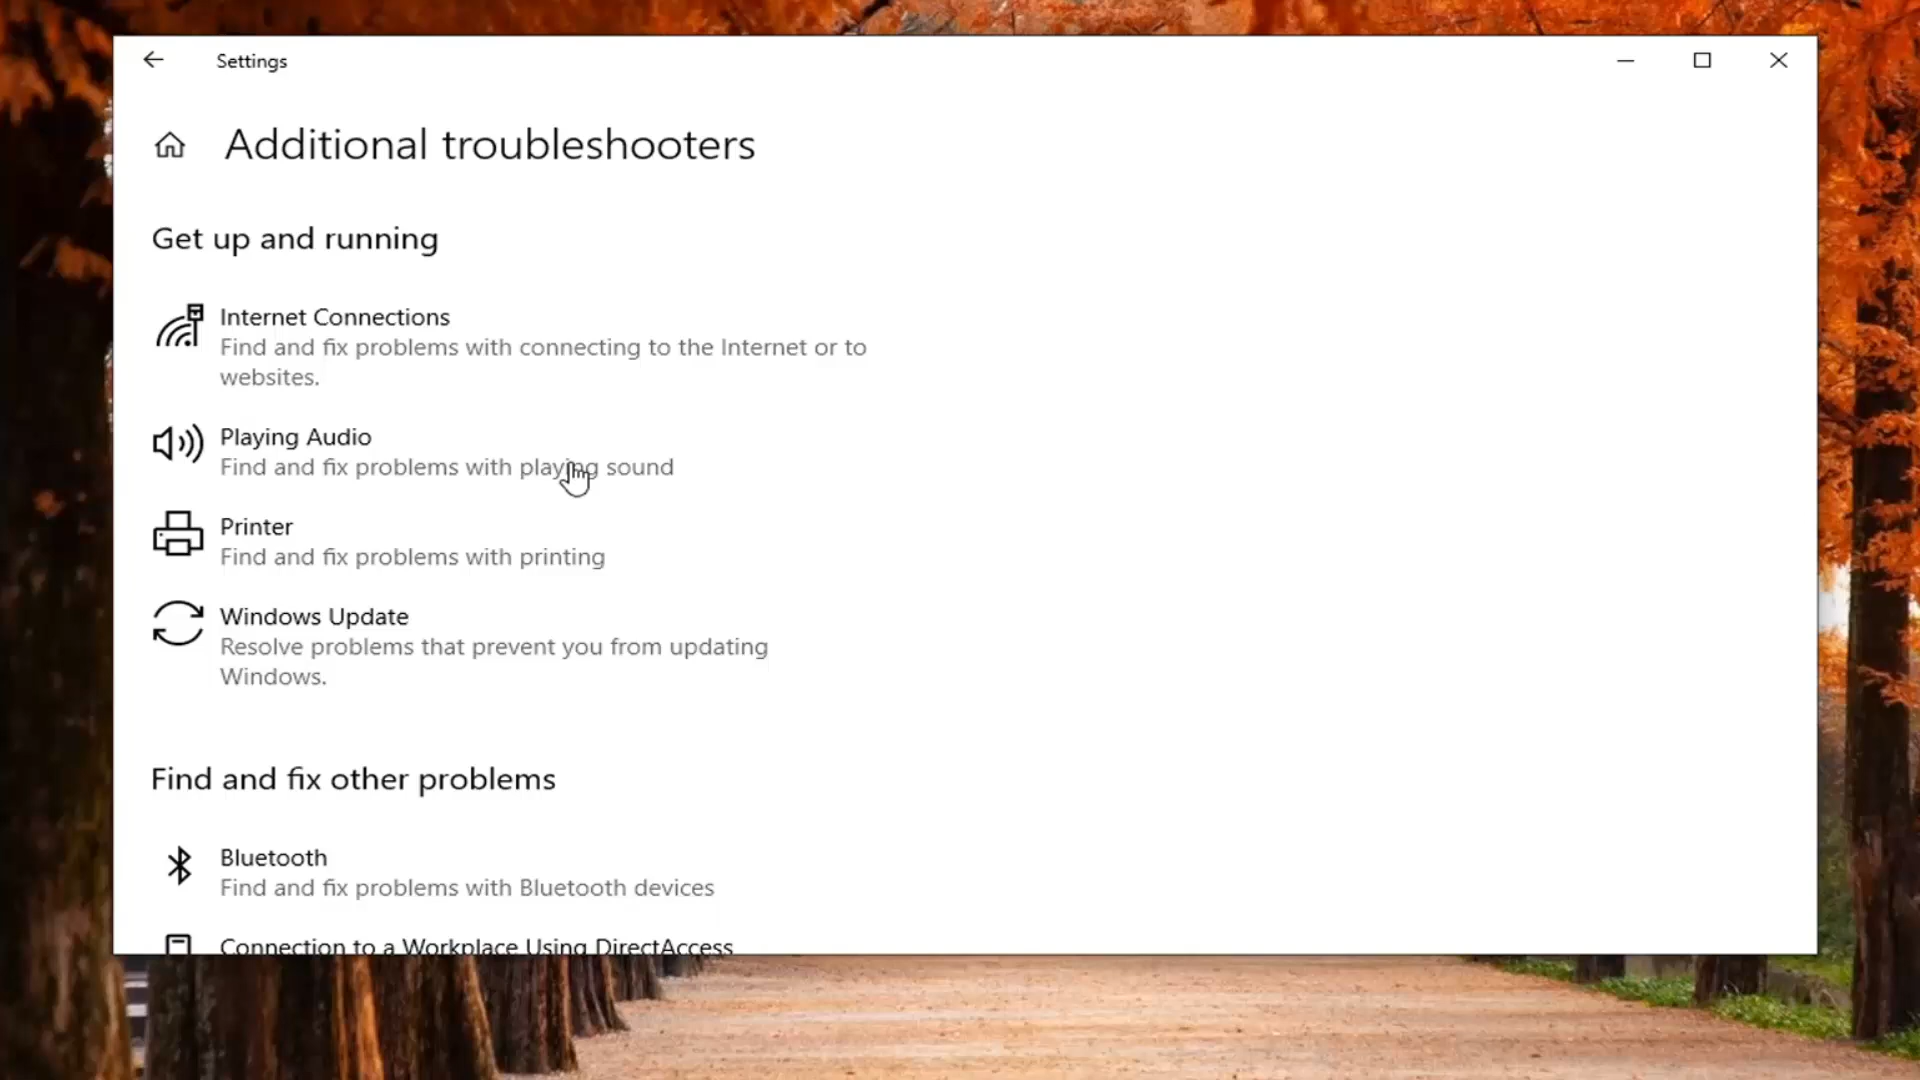 Settings
Additional troubleshooters
Get up and running
Internet Connections
Find and fix problems with connecting to the Internet or to
websites.
Playing Audio
Find and fix problems with playing sound
Printer
Find and fix problems with printing
Windows Update
Resolve problems that prevent you from updating
Windows.
Find and fix other problems
Bluetooth
Find and fix problems with Bluetooth devices
Connection to a Workplace Using DirectAccess